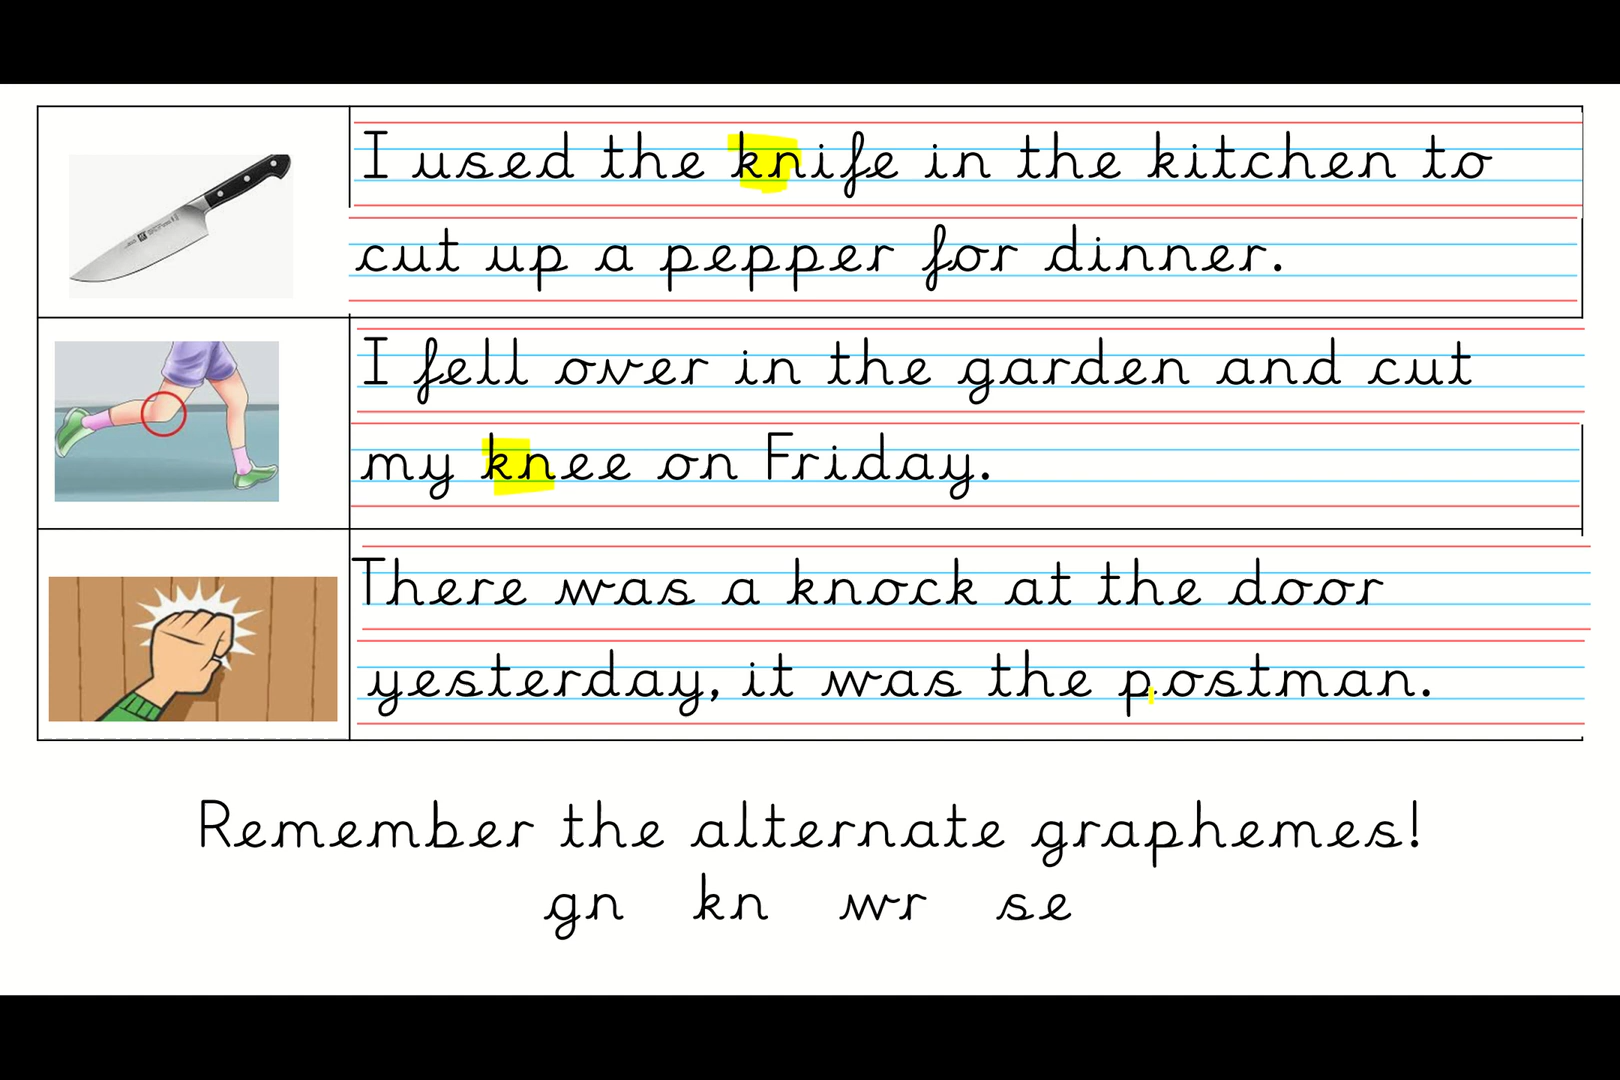 I used the knife in the kitchen to
cut up a pepper for dinner.
I fell over in the garden and cut
my knee on Friday.
There was a knock at the door
yesterday, it was the postman.
Remember the alternate graphemes!
gn kn wr se